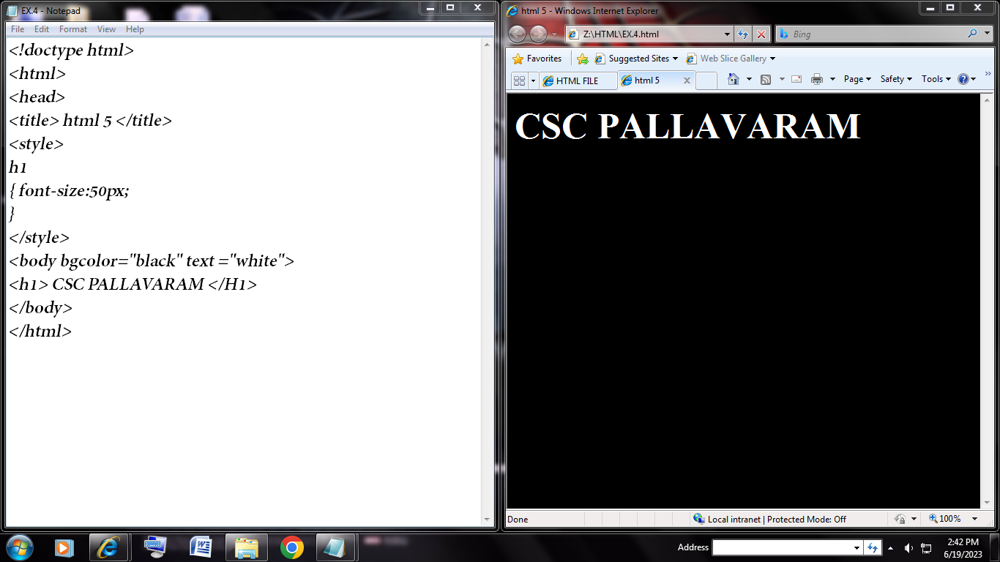 EX.4 - Notepad
File Edit Format View Help
<!doctype html>
<html>
<head>
<title> html 5 </title>
<style>
h1
{ font-size:50px;
}
</style>
<body bgcolor="black" text ="white">
<h1> CSC PALLAVARAM </H1>
</body>
</html>
html 5 - Windows Internet Explorer
Z:\HTML\EX.4.html
Bing
Favorites Suggested Sites Web Slice Gallery
HTML FILE html 5 Page Safety Tools
CSC PALLAVARAM
Done Local intranet | Protected Mode: Off 100%
Address 2:42 PM
6/19/2023